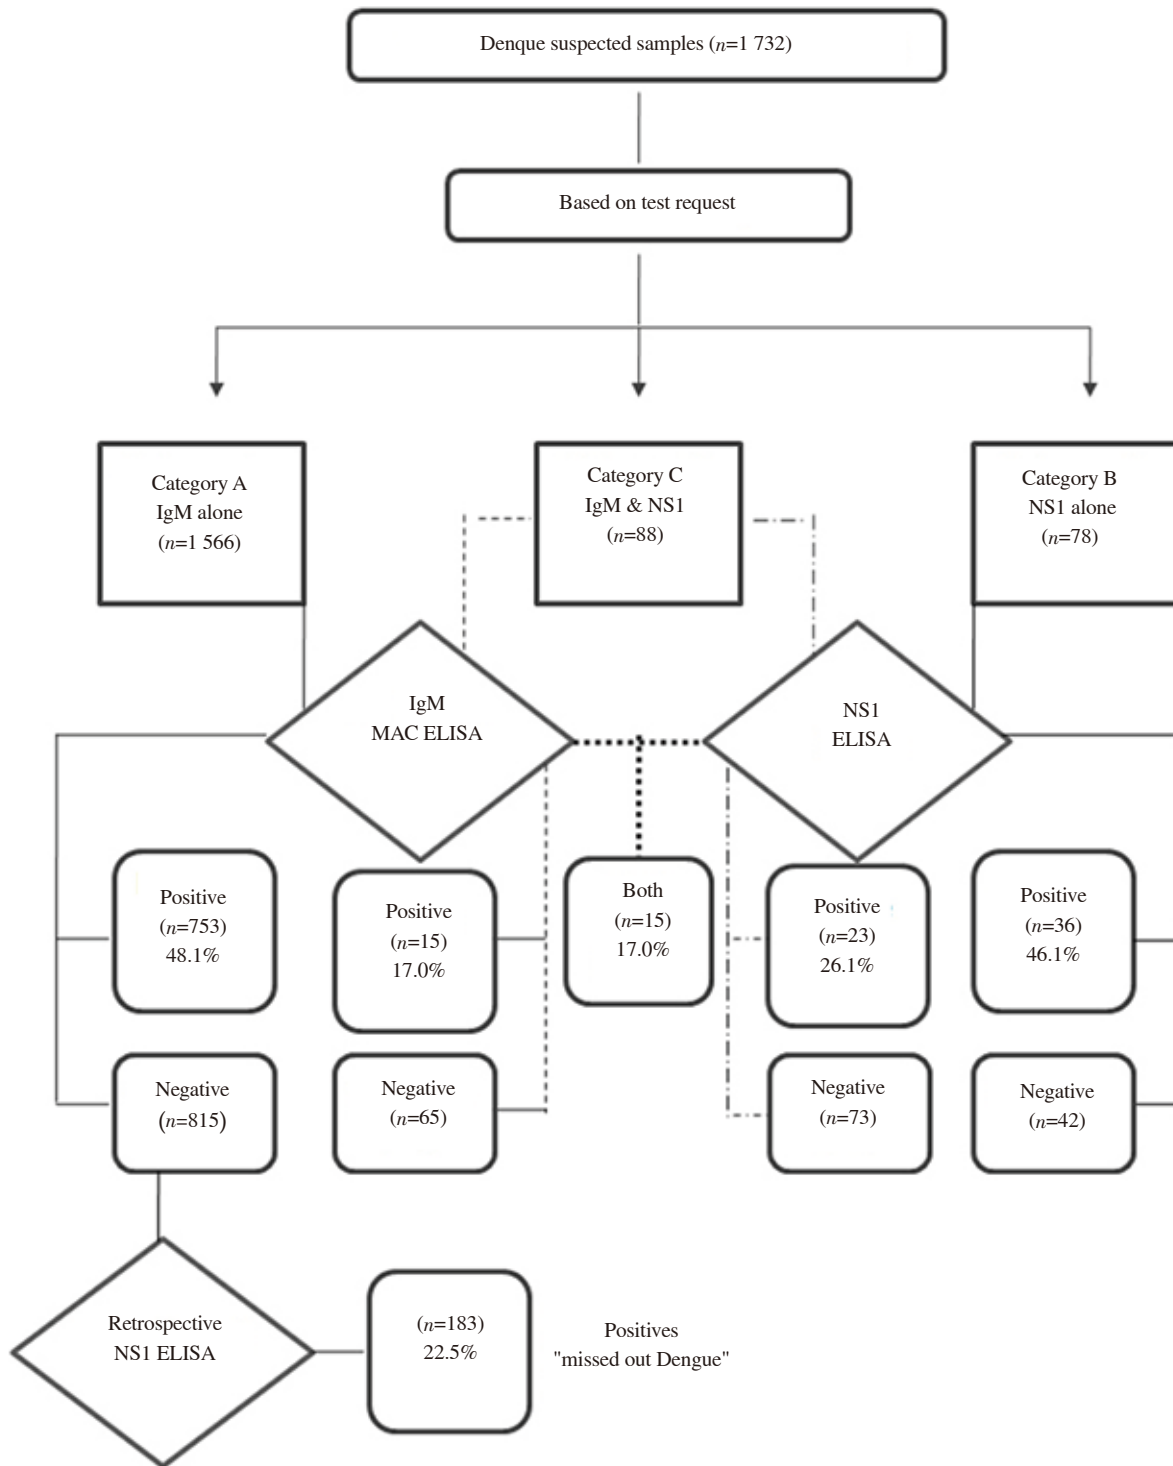 Denque suspected samples (n=1 732)
Based on test request
Category A
IgM alone
(n=1 566)
Category C
IgM & NS1
(n=88)
Category B
NS1 alone
(n=78)
IgM
MAC ELISA
NS1
ELISA
Positive
(n=753)
48.1%
Positive
(n=15)
17.0%
Both
(n=15)
17.0%
Positive
(n=23)
26.1%
Positive
(n=36)
46.1%
Negative
(n=815)
Negative
(n=65)
Negative
(n=73)
Negative
(n=42)
Retrospective
NS1 ELISA
(n=183)
22.5%
Positives
"missed out Dengue"